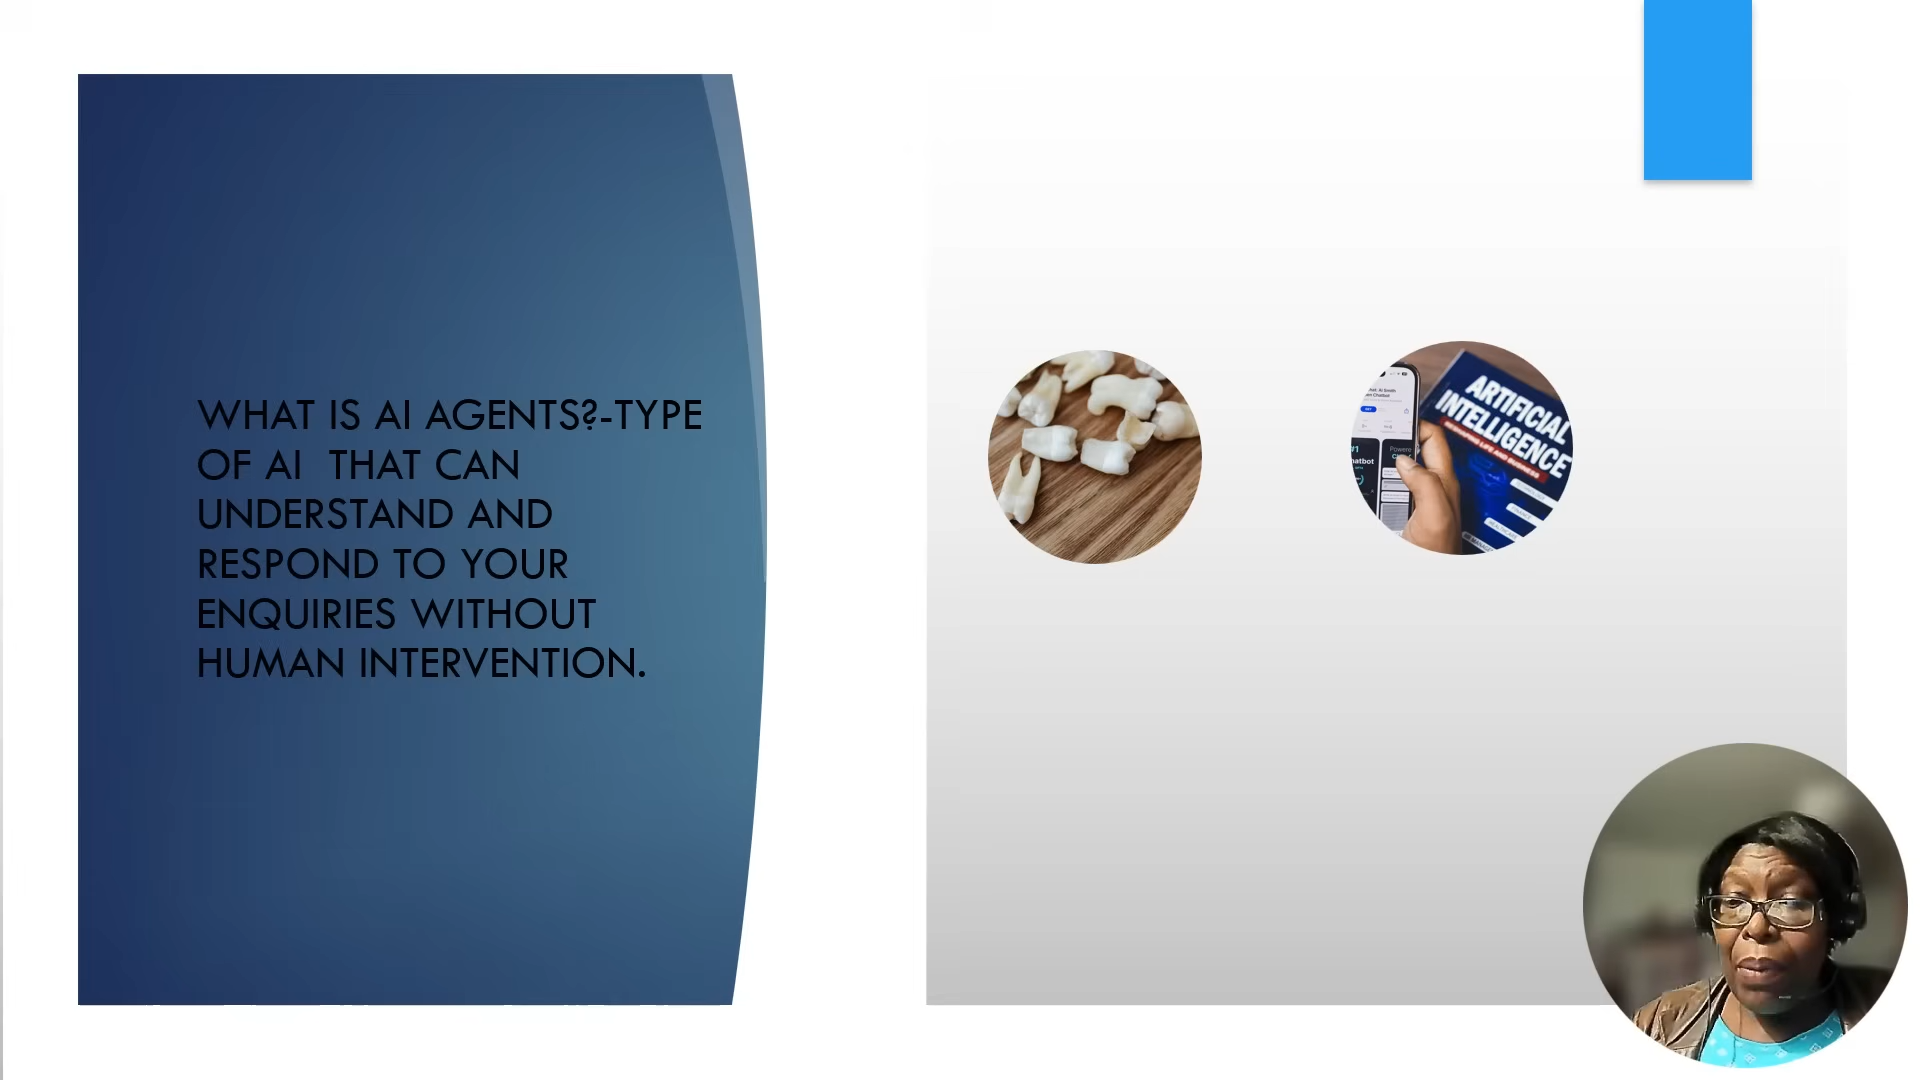 WHAT IS AI AGENTS?-TYPE
OF AI THAT CAN
UNDERSTAND AND
RESPOND TO YOUR
ENQUIRIES WITHOUT
HUMAN INTERVENTION.
ARTIFICIAL
INTELLIGENCE